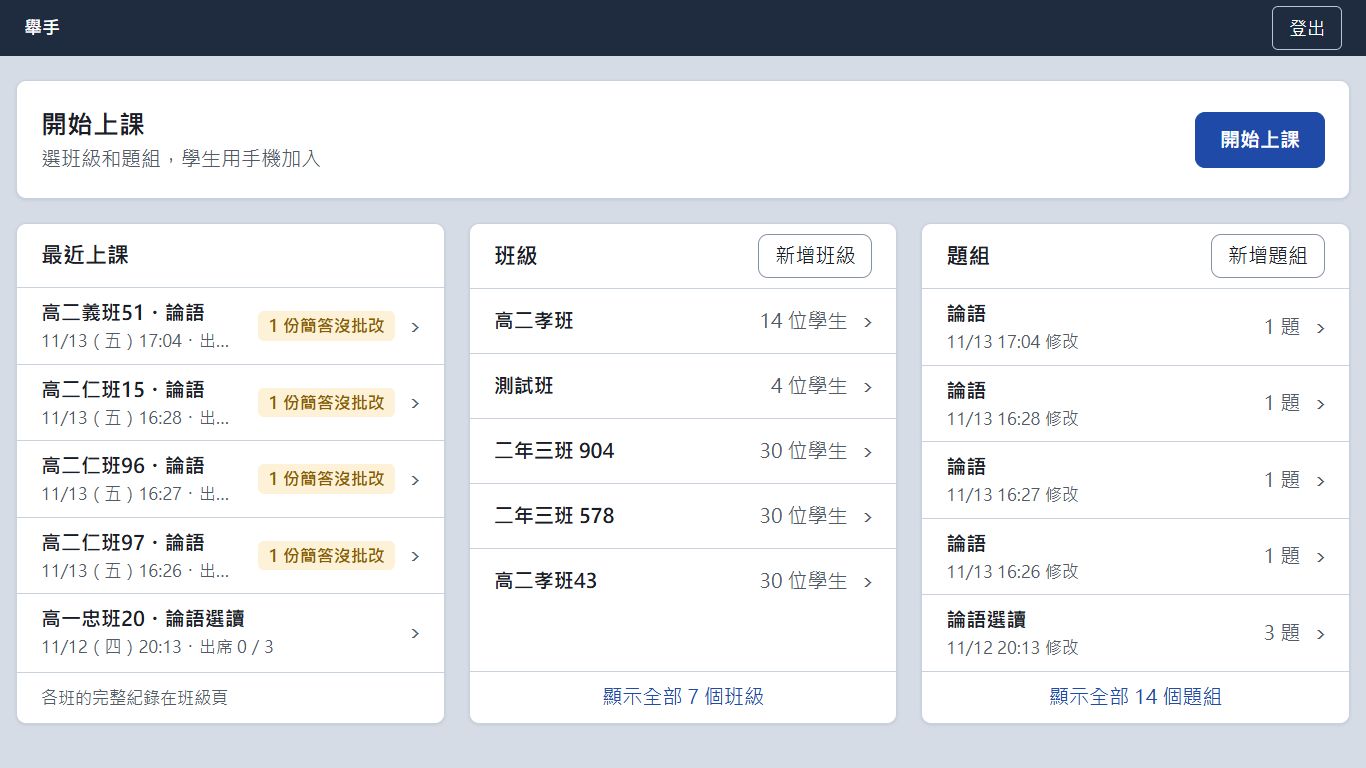 舉手
登出
開始上課
選班級和題組，學生用手機加入
開始上課
最近上課
高二義班51・論語
11/13（五）17:04・出...
1 份簡答沒批改
高二仁班15・論語
11/13（五）16:28・出...
1 份簡答沒批改
高二仁班96・論語
11/13（五）16:27・出...
1 份簡答沒批改
高二仁班97・論語
11/13（五）16:26・出...
1 份簡答沒批改
高一忠班20・論語選讀
11/12（四）20:13・出席 0 / 3
各班的完整紀錄在班級頁
班級
新增班級
高二孝班
14 位學生
測試班
4 位學生
二年三班 904
30 位學生
二年三班 578
30 位學生
高二孝班43
30 位學生
顯示全部 7 個班級
題組
新增題組
論語
11/13 17:04 修改
1 題
論語
11/13 16:28 修改
1 題
論語
11/13 16:27 修改
1 題
論語
11/13 16:26 修改
1 題
論語選讀
11/12 20:13 修改
3 題
顯示全部 14 個題組